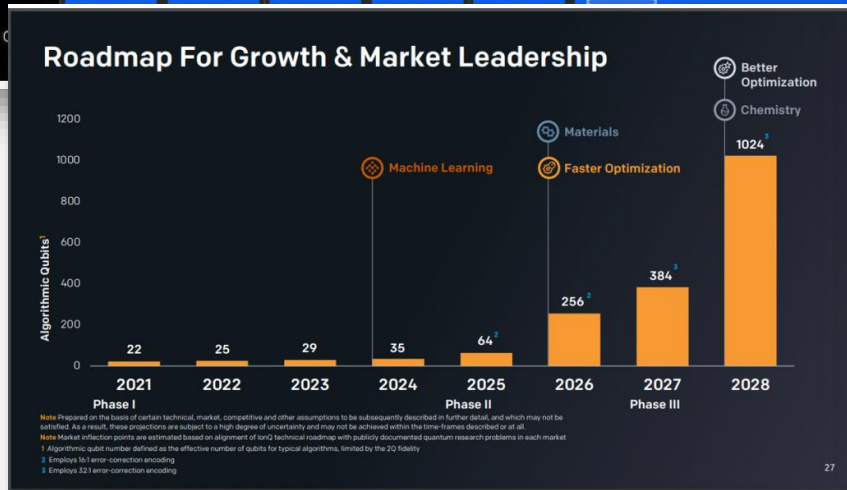 Roadmap For Growth & Market Leadership
Better
Optimization
Chemistry
Materials
Machine Learning
Faster Optimization
Algorithmic Qubits1
1200
1000
800
600
400
200
0
22
25
29
35
64 2
256 2
384 3
1024 3
2021 2022 2023 2024 2025 2026 2027 2028
Phase I Phase II Phase III
Note Prepared on the basis of certain technical, market, competitive and other assumptions to be subsequently described in further detail, and which may not be
satisfied. As a result, these projections are subject to a high degree of uncertainty and may not be achieved within the time-frames described or at all.
Note Market inflection points are estimated based on alignment of IonQ technical roadmap with publicly documented quantum research problems in each market
1 Algorithmic qubit number defined as the effective number of qubits for typical algorithms, limited by the 2Q fidelity
2 Employs 16:1 error-correction encoding
3 Employs 32:1 error-correction encoding
27